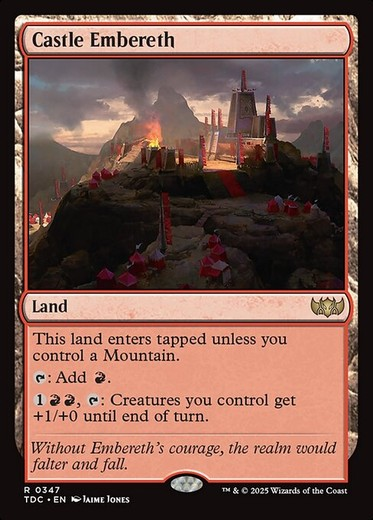 Castle Embereth
Land
This land enters tapped unless you
control a Mountain.
: Add .
1, : Creatures you control get
+1/+0 until end of turn.
Without Embereth's courage, the realm would
falter and fall.
R 0347
TDC • EN JAIME JONES
™ & © 2025 Wizards of the Coast